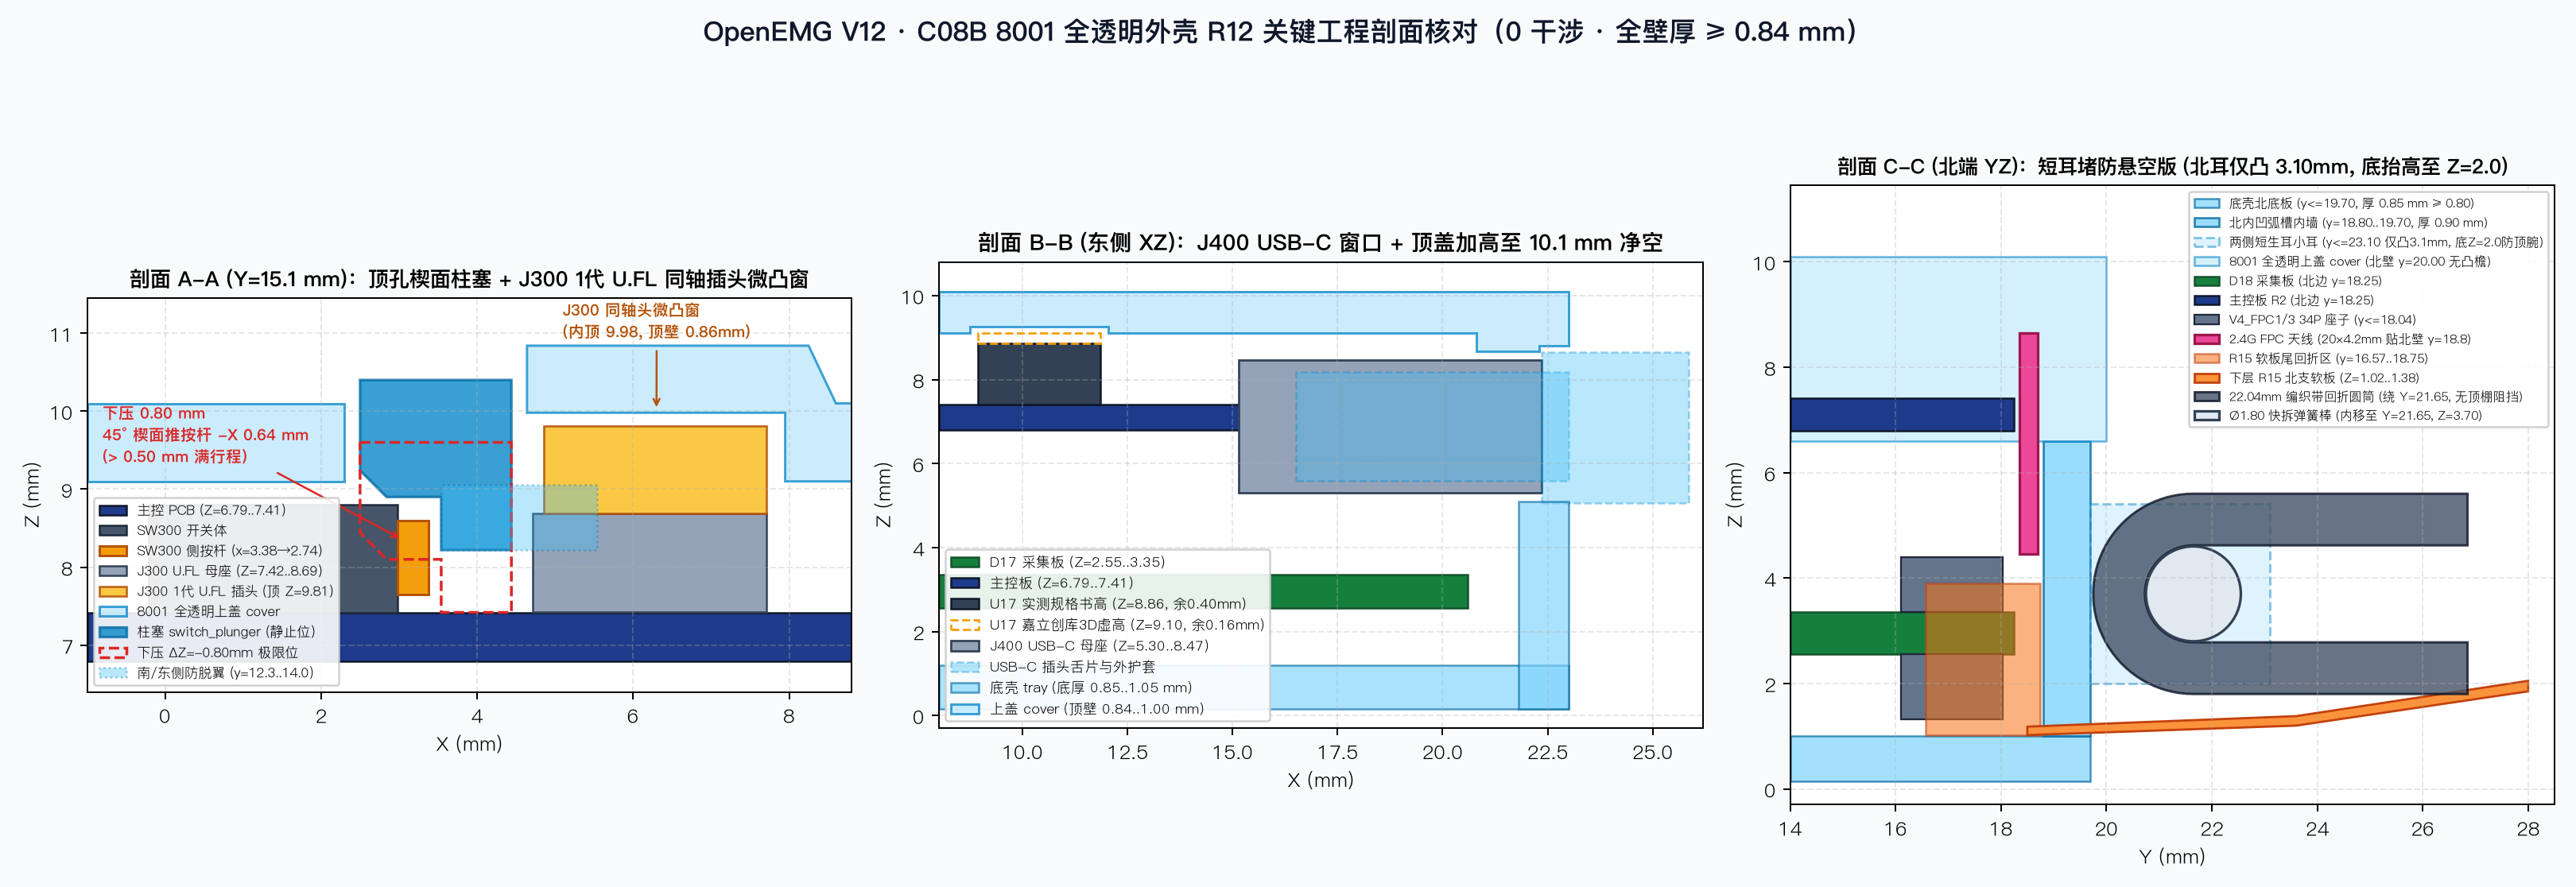 OpenEMG V12 · C08B 8001 全透明外壳 R12 关键工程剖面核对（0 干涉 · 全壁厚 ≥ 0.84 mm）
剖面 A–A (Y=15.1 mm)：顶孔楔面柱塞 + J300 1代 U.FL 同轴插头微凸窗
J300 同轴头微凸窗
(内顶 9.98, 顶壁 0.86mm)
下压 0.80 mm
45° 楔面推按杆 −X 0.64 mm
(> 0.50 mm 满行程)
主控 PCB (Z=6.79..7.41)
SW300 开关体
SW300 侧按杆 (x=3.38→2.74)
J300 U.FL 母座 (Z=7.42..8.69)
J300 1代 U.FL 插头 (顶 Z=9.81)
8001 全透明上盖 cover
柱塞 switch_plunger (静止位)
下压 ΔZ=−0.80mm 极限位
南/东侧防脱翼 (y=12.3..14.0)
11
10
9
8
7
Z (mm)
0 2 4 6 8
X (mm)
剖面 B–B (东侧 XZ)：J400 USB-C 窗口 + 顶盖加高至 10.1 mm 净空
D17 采集板 (Z=2.55..3.35)
主控板 (Z=6.79..7.41)
U17 实测规格书高 (Z=8.86, 余0.40mm)
U17 嘉立创库3D虚高 (Z=9.10, 余0.16mm)
J400 USB-C 母座 (Z=5.30..8.47)
USB-C 插头舌片与外护套
底壳 tray (底厚 0.85..1.05 mm)
上盖 cover (顶壁 0.84..1.00 mm)
10
8
6
4
2
0
Z (mm)
10.0 12.5 15.0 17.5 20.0 22.5 25.0
X (mm)
剖面 C–C (北端 YZ)：短耳堵防悬空版 (北耳仅凸 3.10mm, 底抬高至 Z=2.0)
底壳北底板 (y<=19.70, 厚 0.85 mm ≥ 0.80)
北内凹弧槽内墙 (y=18.80..19.70, 厚 0.90 mm)
两侧短生耳小耳 (y<=23.10 仅凸3.1mm, 底Z=2.0防顶腕)
8001 全透明上盖 cover (北壁 y=20.00 无凸檐)
D18 采集板 (北边 y=18.25)
主控板 R2 (北边 y=18.25)
V4_FPC1/3 34P 座子 (y<=18.04)
2.4G FPC 天线 (20×4.2mm 贴北壁 y=18.8)
R15 软板尾回折区 (y=16.57..18.75)
下层 R15 北支软板 (Z=1.02..1.38)
22.04mm 编织带回折圆筒 (绕 Y=21.65, 无顶棚阻挡)
Ø1.80 快拆弹簧棒 (内移至 Y=21.65, Z=3.70)
10
8
6
4
2
0
Z (mm)
14 16 18 20 22 24 26 28
Y (mm)